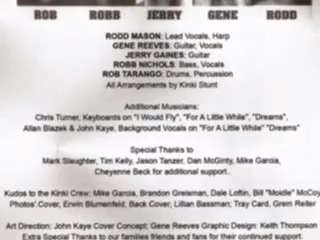 ROB ROBB JERRY GENE RODD
RODD MASON: Lead Vocals, Harp
GENE REEVES: Guitar, Vocals
JERRY GAINES: Guitar
ROBB NICHOLS: Bass, Vocals
ROB TARANGO: Drums, Percussion
All Arrangements by Kinki Stunt
Additional Musicians:
Chris Turner, Keyboards on "I Would Fly", "For A Little While", "Dreams",
Allan Blazek & John Kaye, Background Vocals on "For A Little While" "Dreams"
Special Thanks to
Mark Slaughter, Tim Kelly, Jason Tanzer, Dan McGinty, Mike Garcia,
Cheyenne Beck for additional support..
Kudos to the Kinki Crew: Mike Garcia, Brandon Greisman, Dale Loftin, Bill "Moidle" McCoy
Photos: Cover, Erwin Blumenfeld; Back Cover, Lillian Bassman; Tray Card, Grem Reiter
Art Direction: John Kaye Cover Concept: Gene Reeves Graphic Design: Keith Thompson
Extra Special Thanks to our families friends and fans for their continued support.